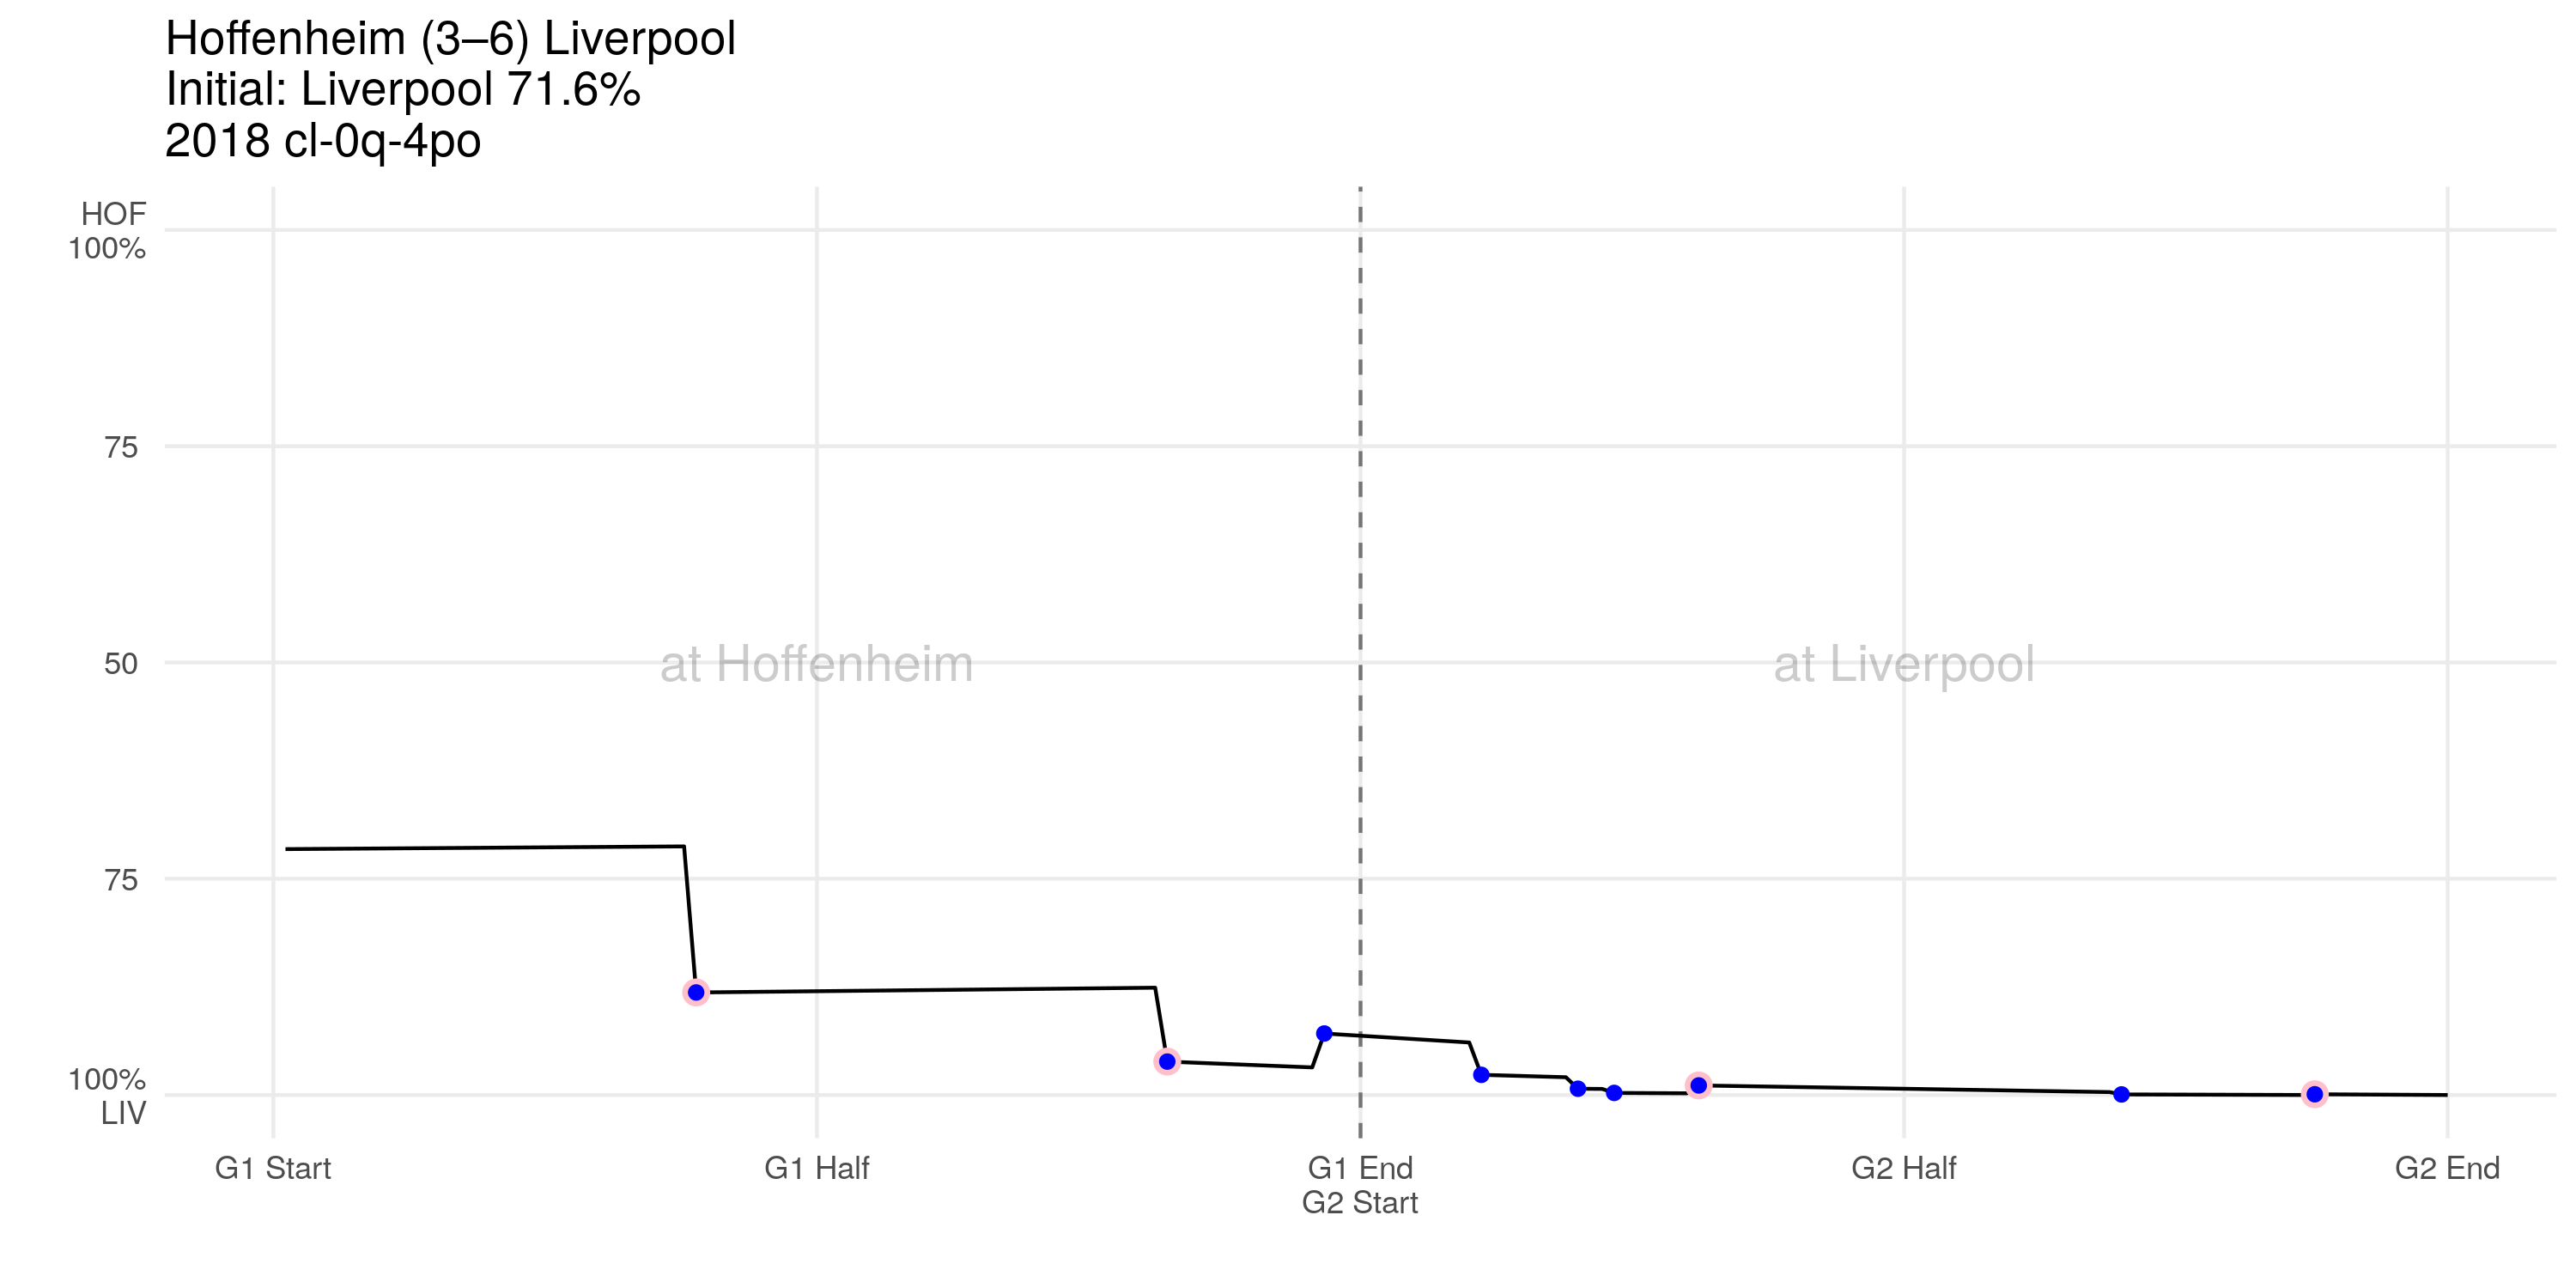 Hoffenheim (3–6) Liverpool
Initial: Liverpool 71.6%
2018 cl-0q-4po
HOF
100%
75
50
75
100%
LIV
at Hoffenheim
at Liverpool
G1 Start
G1 Half
G1 End
G2 Start
G2 Half
G2 End